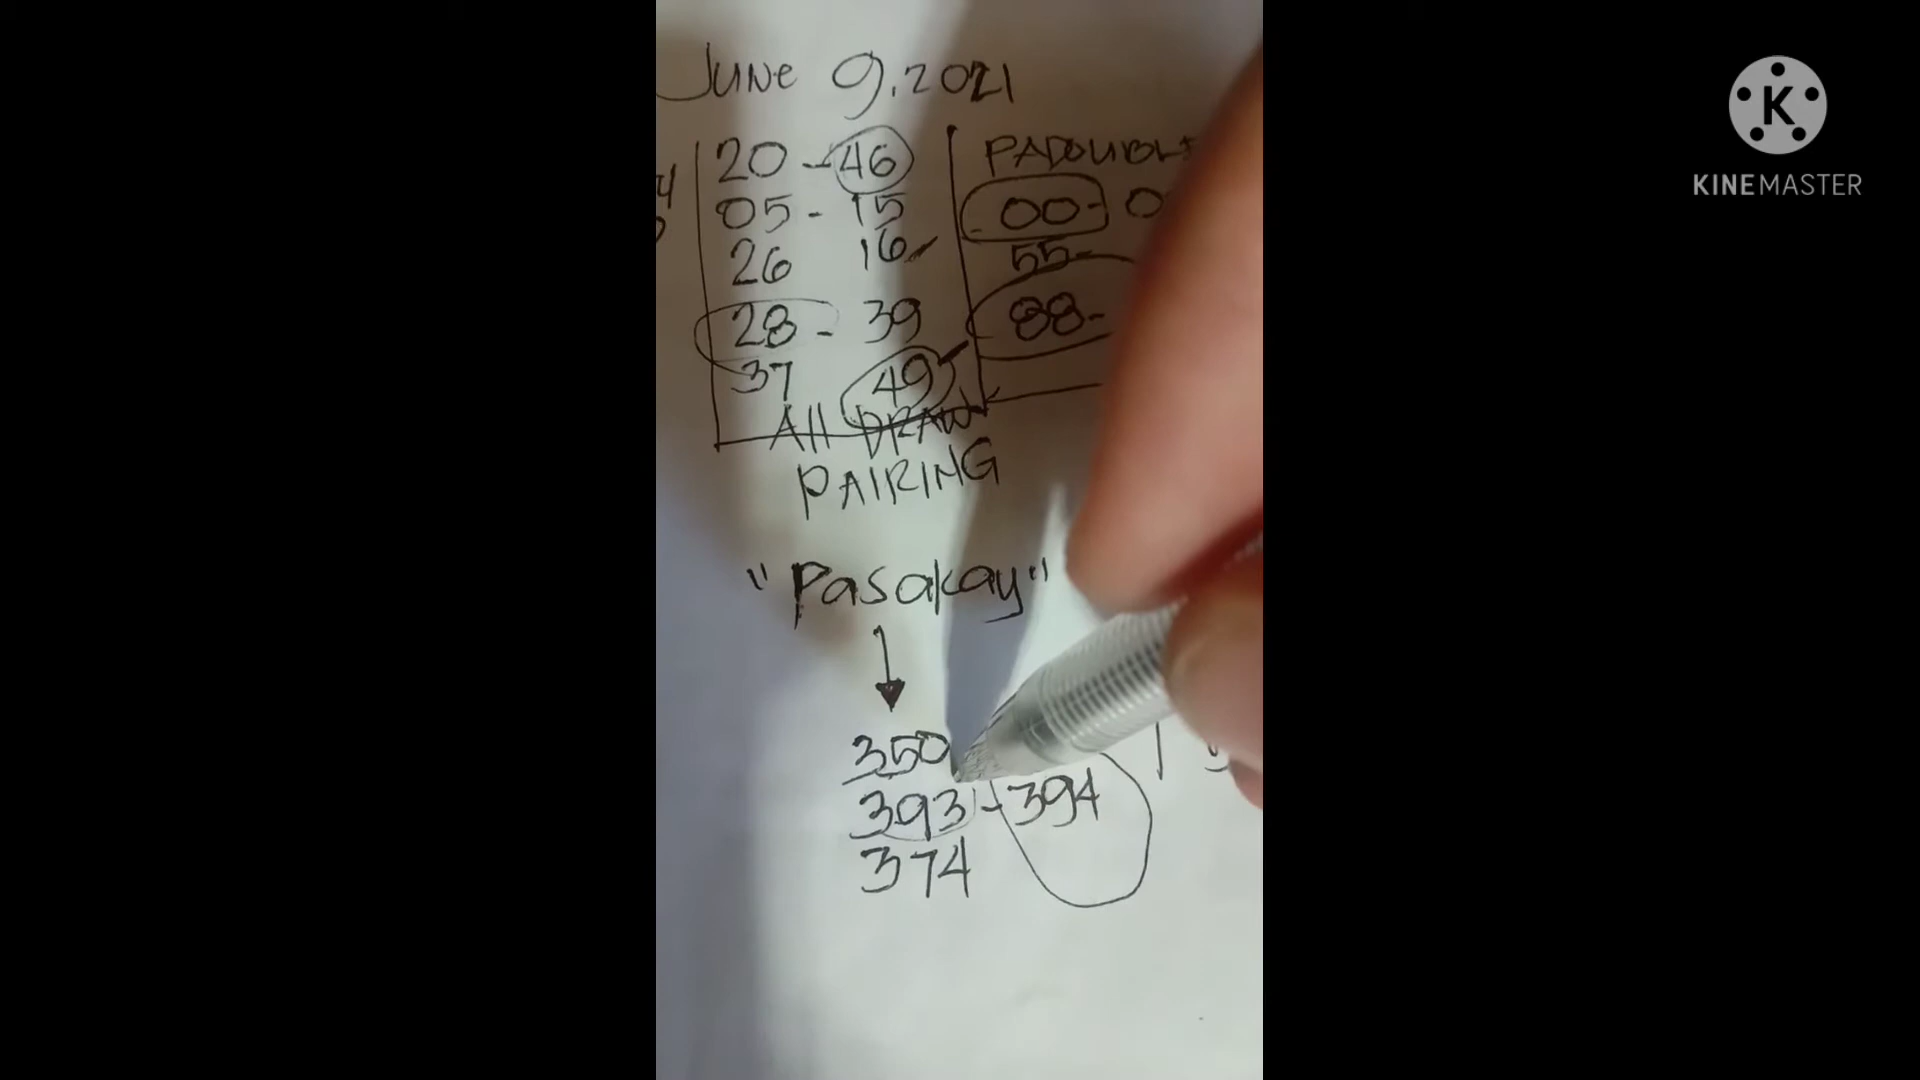 June 9, 2021
20 - 46
05 - 15
26 16
28 - 39
37 49
All DRAW
PAIRING
00 -
55 -
88 -
"Pasakay"
350
393 - 394
374
K
KINEMASTER